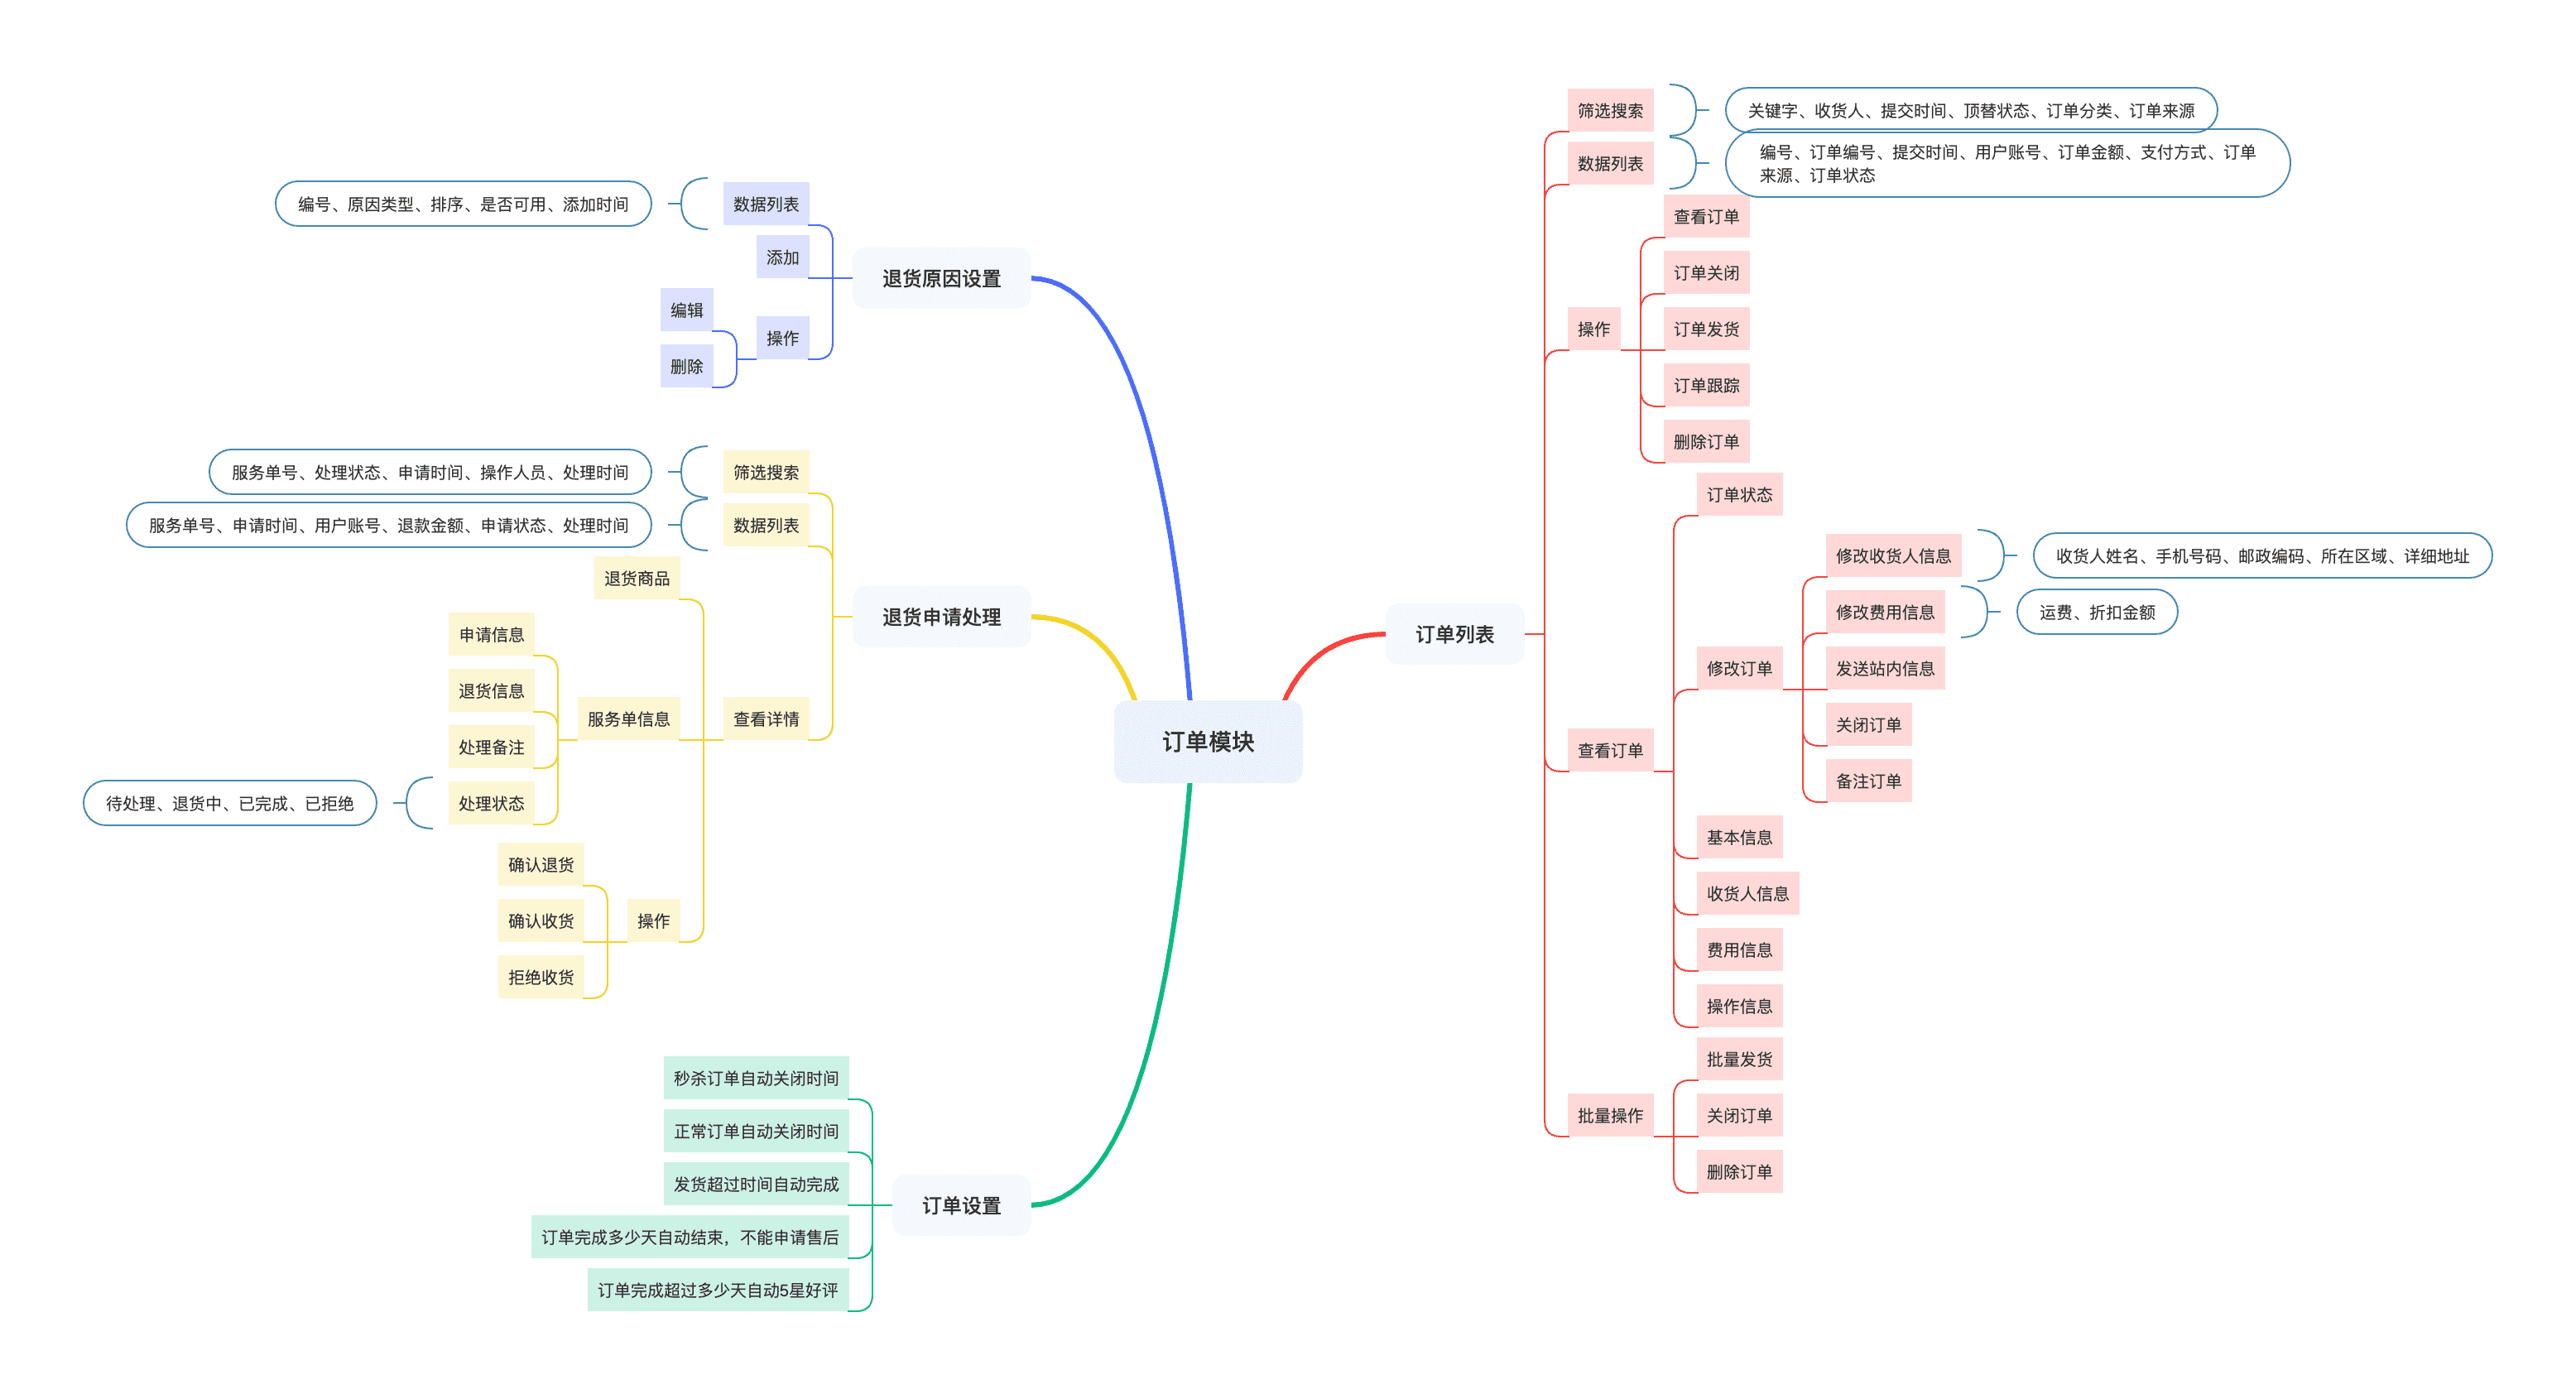 订单模块
订单列表
筛选搜索
关键字、收货人、提交时间、顶替状态、订单分类、订单来源
数据列表
编号、订单编号、提交时间、用户账号、订单金额、支付方式、订单
来源、订单状态
操作
查看订单
订单关闭
订单发货
订单跟踪
删除订单
查看订单
订单状态
修改订单
修改收货人信息
收货人姓名、手机号码、邮政编码、所在区域、详细地址
修改费用信息
运费、折扣金额
发送站内信息
关闭订单
备注订单
基本信息
收货人信息
费用信息
操作信息
批量操作
批量发货
关闭订单
删除订单
退货原因设置
数据列表
编号、原因类型、排序、是否可用、添加时间
添加
操作
编辑
删除
退货申请处理
筛选搜索
服务单号、处理状态、申请时间、操作人员、处理时间
数据列表
服务单号、申请时间、用户账号、退款金额、申请状态、处理时间
查看详情
退货商品
服务单信息
申请信息
退货信息
处理备注
处理状态
待处理、退货中、已完成、已拒绝
操作
确认退货
确认收货
拒绝收货
订单设置
秒杀订单自动关闭时间
正常订单自动关闭时间
发货超过时间自动完成
订单完成多少天自动结束，不能申请售后
订单完成超过多少天自动5星好评